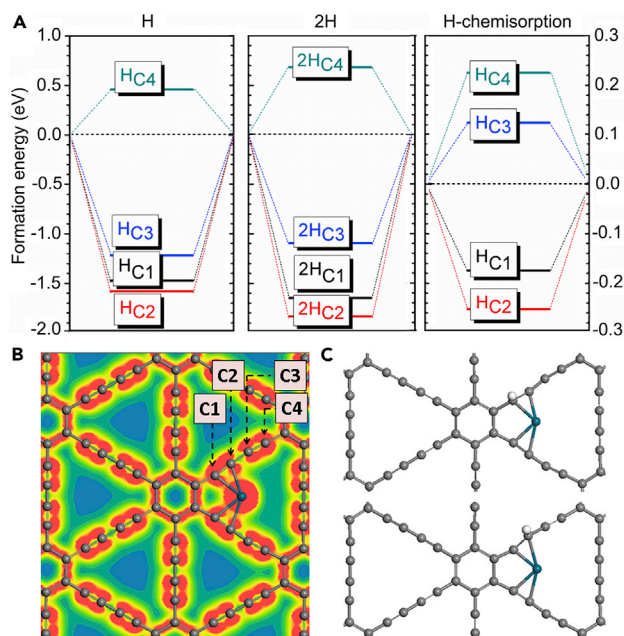 A
H
2H
H-chemisorption
Formation energy (eV)
1.0
0.5
0.0
-0.5
-1.0
-1.5
-2.0
HC4
HC3
HC1
HC2
2HC4
2HC3
2HC1
2HC2
HC4
HC3
HC1
HC2
0.3
0.2
0.1
0.0
-0.1
-0.2
-0.3
B
C2
C3
C1
C4
C